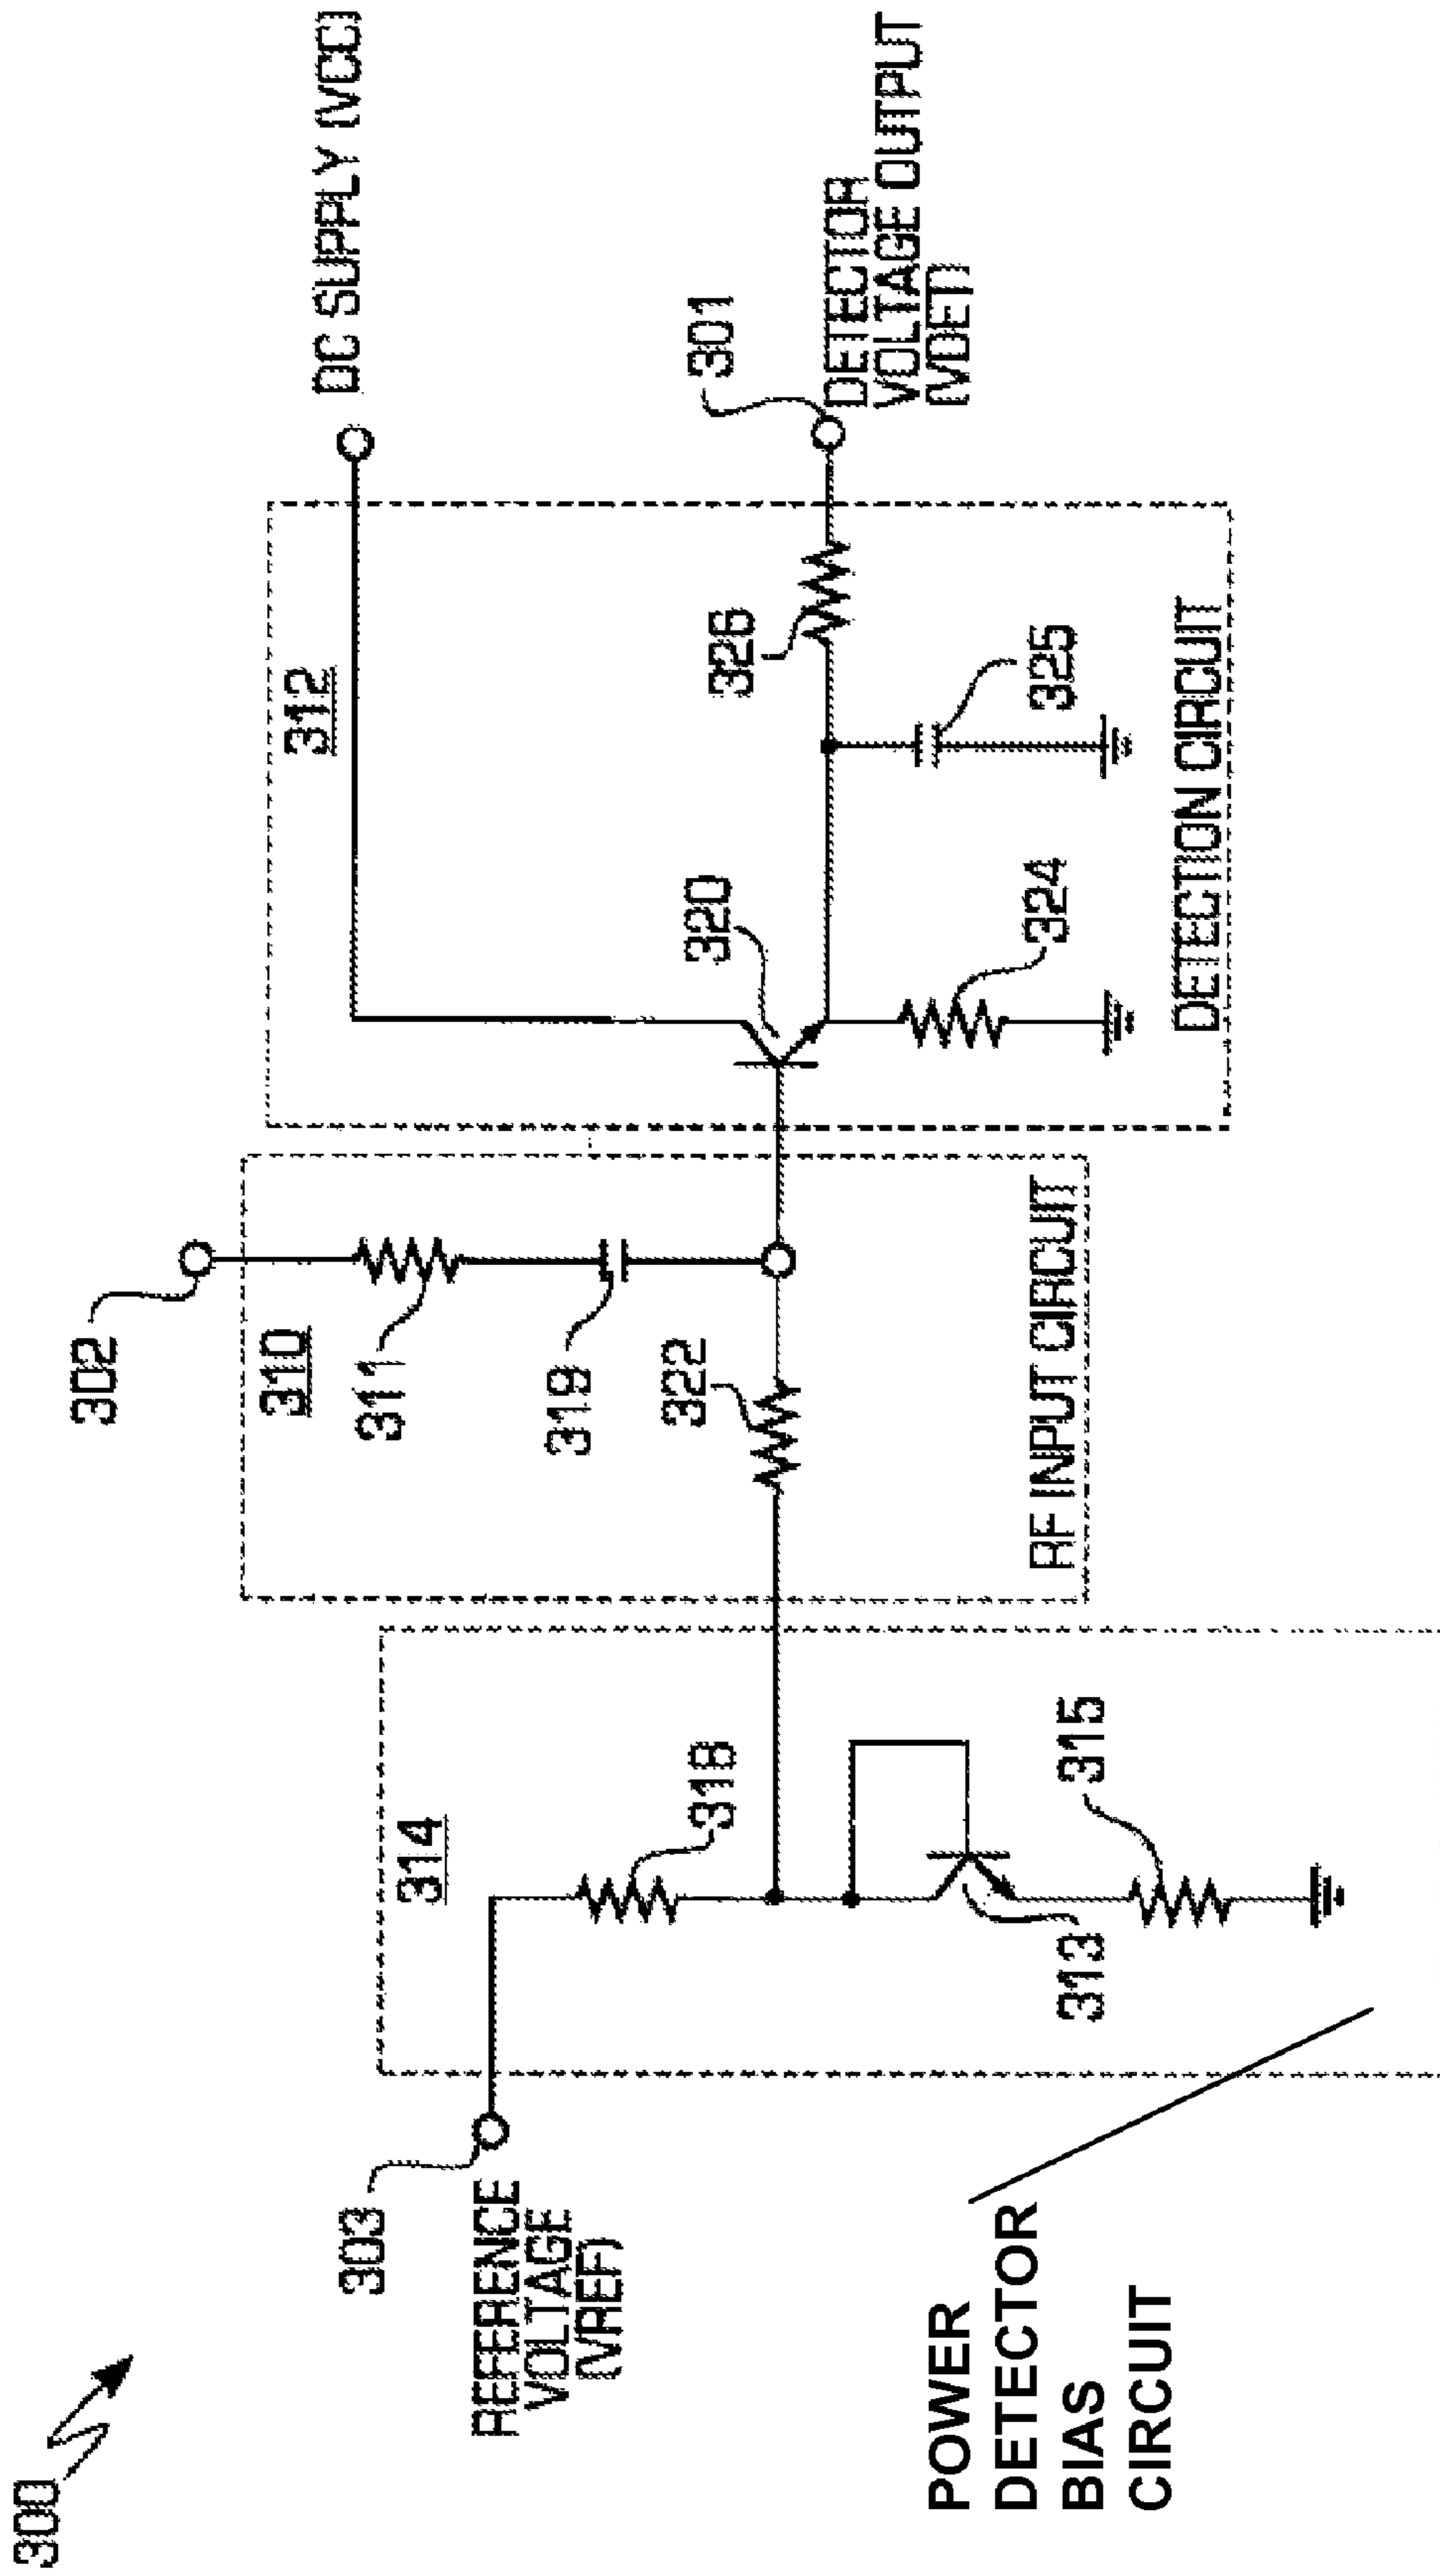 300
303
REFERENCE
VOLTAGE
(VREF)
POWER
DETECTOR
BIAS
CIRCUIT
314
318
313
315
302
310
311
319
322
RF INPUT CIRCUIT
312
320
324
325
326
DETECTION CIRCUIT
DC SUPPLY (VCC)
301
DETECTOR
VOLTAGE OUTPUT
(VDET)